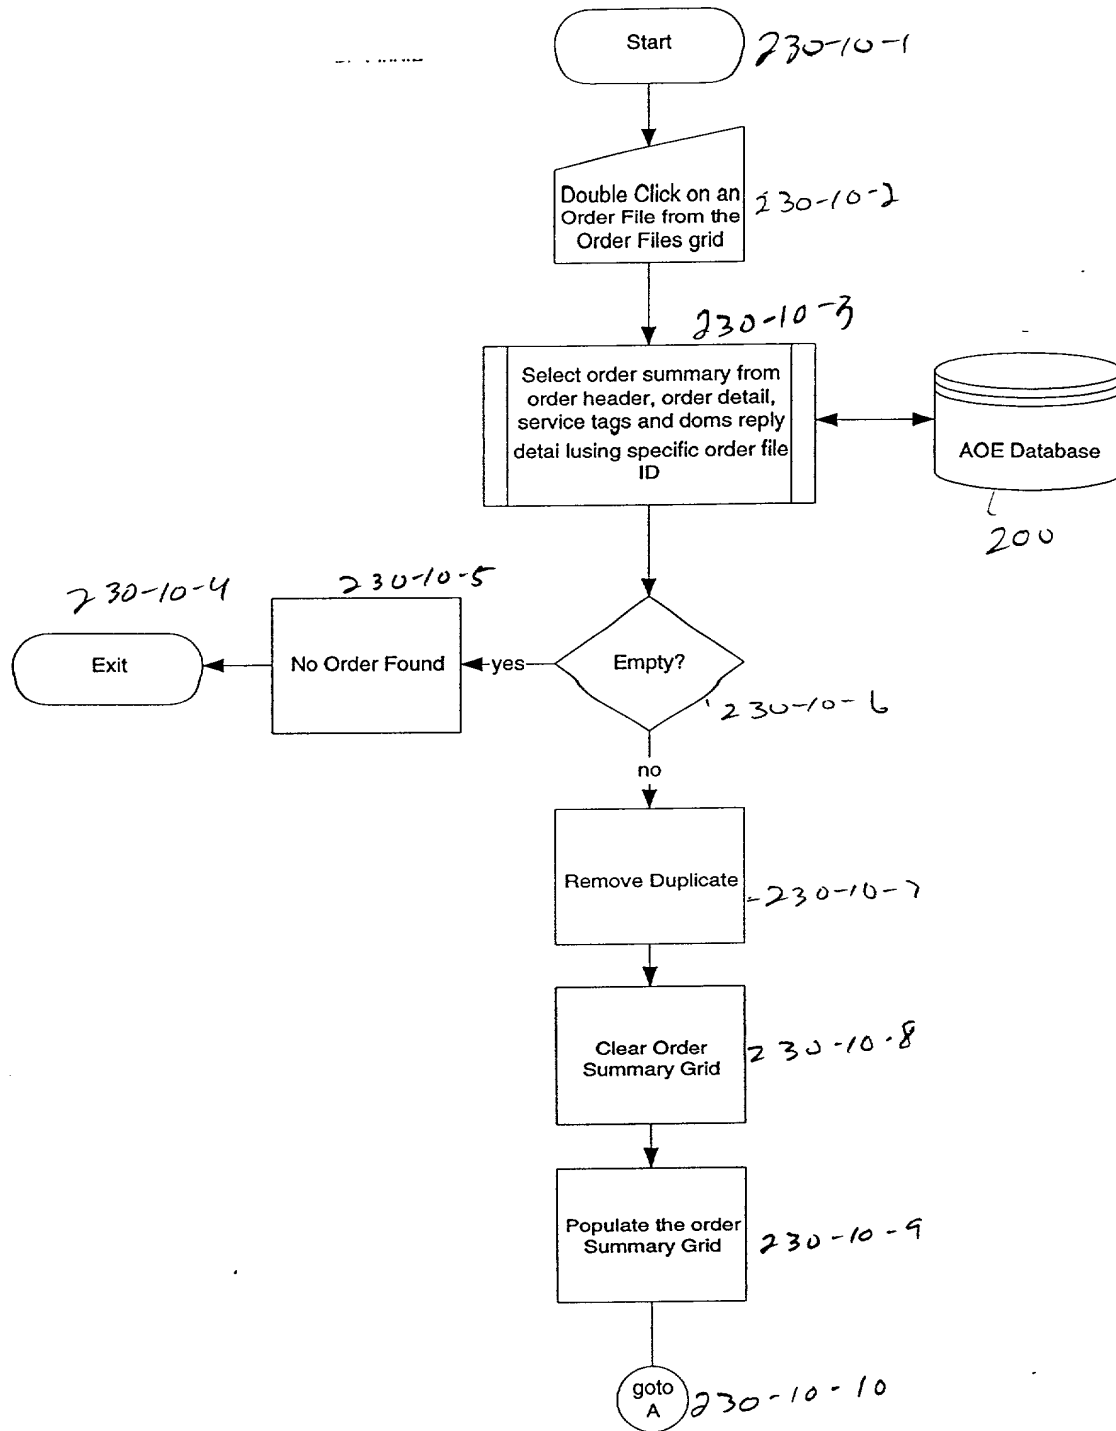 Start
230-10-1
Double Click on an
Order File from the
Order Files grid
230-10-2
230-10-3
Select order summary from
order header, order detail,
service tags and doms reply
detai lusing specific order file
ID
AOE Database
200
230-10-4
230-10-5
Exit
No Order Found
yes
Empty?
230-10-6
no
Remove Duplicate
230-10-7
Clear Order
Summary Grid
230-10-8
Populate the order
Summary Grid
230-10-9
goto
A
230-10-10